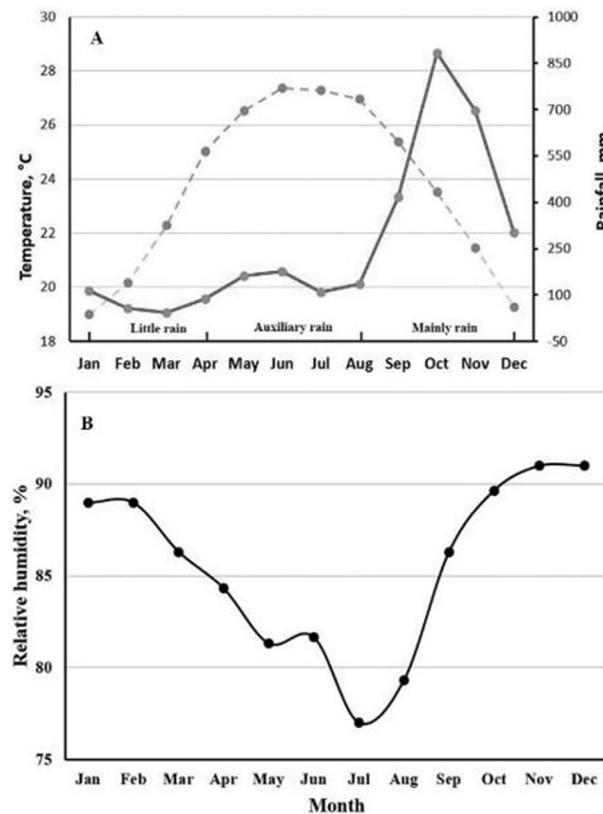 A
Temperature, °C
30
28
26
24
22
20
18
1000
850
700
550
400
250
100
-50
Rainfall, mm
Little rain Auxiliary rain Mainly rain
Jan Feb Mar Apr May Jun Jul Aug Sep Oct Nov Dec
B
Relative humidity, %
95
90
85
80
75
Jan Feb Mar Apr May Jun Jul Aug Sep Oct Nov Dec
Month